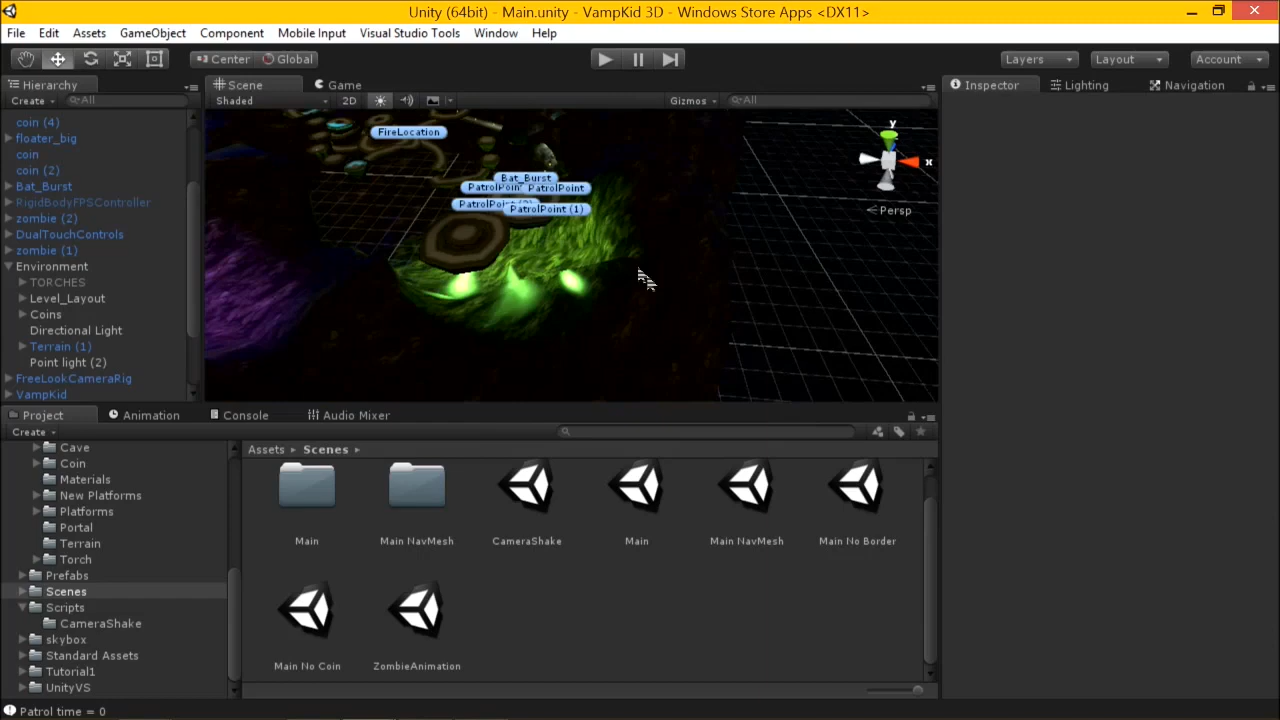 Unity (64bit) - Main.unity - VampKid 3D - Windows Store Apps <DX11>
File Edit Assets GameObject Component Mobile Input Visual Studio Tools Window Help
Center Global Layers Layout Account
Hierarchy Scene Game Inspector Lighting Navigation
Create All Shaded 2D Gizmos All
coin (4)
floater_big
coin
coin (2)
Bat_Burst
RigidBodyFPSController
zombie (2)
DualTouchControls
zombie (1)
Environment
TORCHES
Level_Layout
Coins
Directional Light
Terrain (1)
Point light (2)
FreeLookCameraRig
VampKid
FireLocation
Bat_Burst
PatrolPoint PatrolPoint
PatrolPoint PatrolPoint (1)
y
x
Persp
Project Animation Console Audio Mixer
Create
Cave
Coin
Materials
New Platforms
Platforms
Portal
Terrain
Torch
Prefabs
Scenes
Scripts
CameraShake
skybox
Standard Assets
Tutorial1
UnityVS
Assets Scenes
Main Main NavMesh CameraShake Main Main NavMesh Main No Border
Main No Coin ZombieAnimation
Patrol time = 0